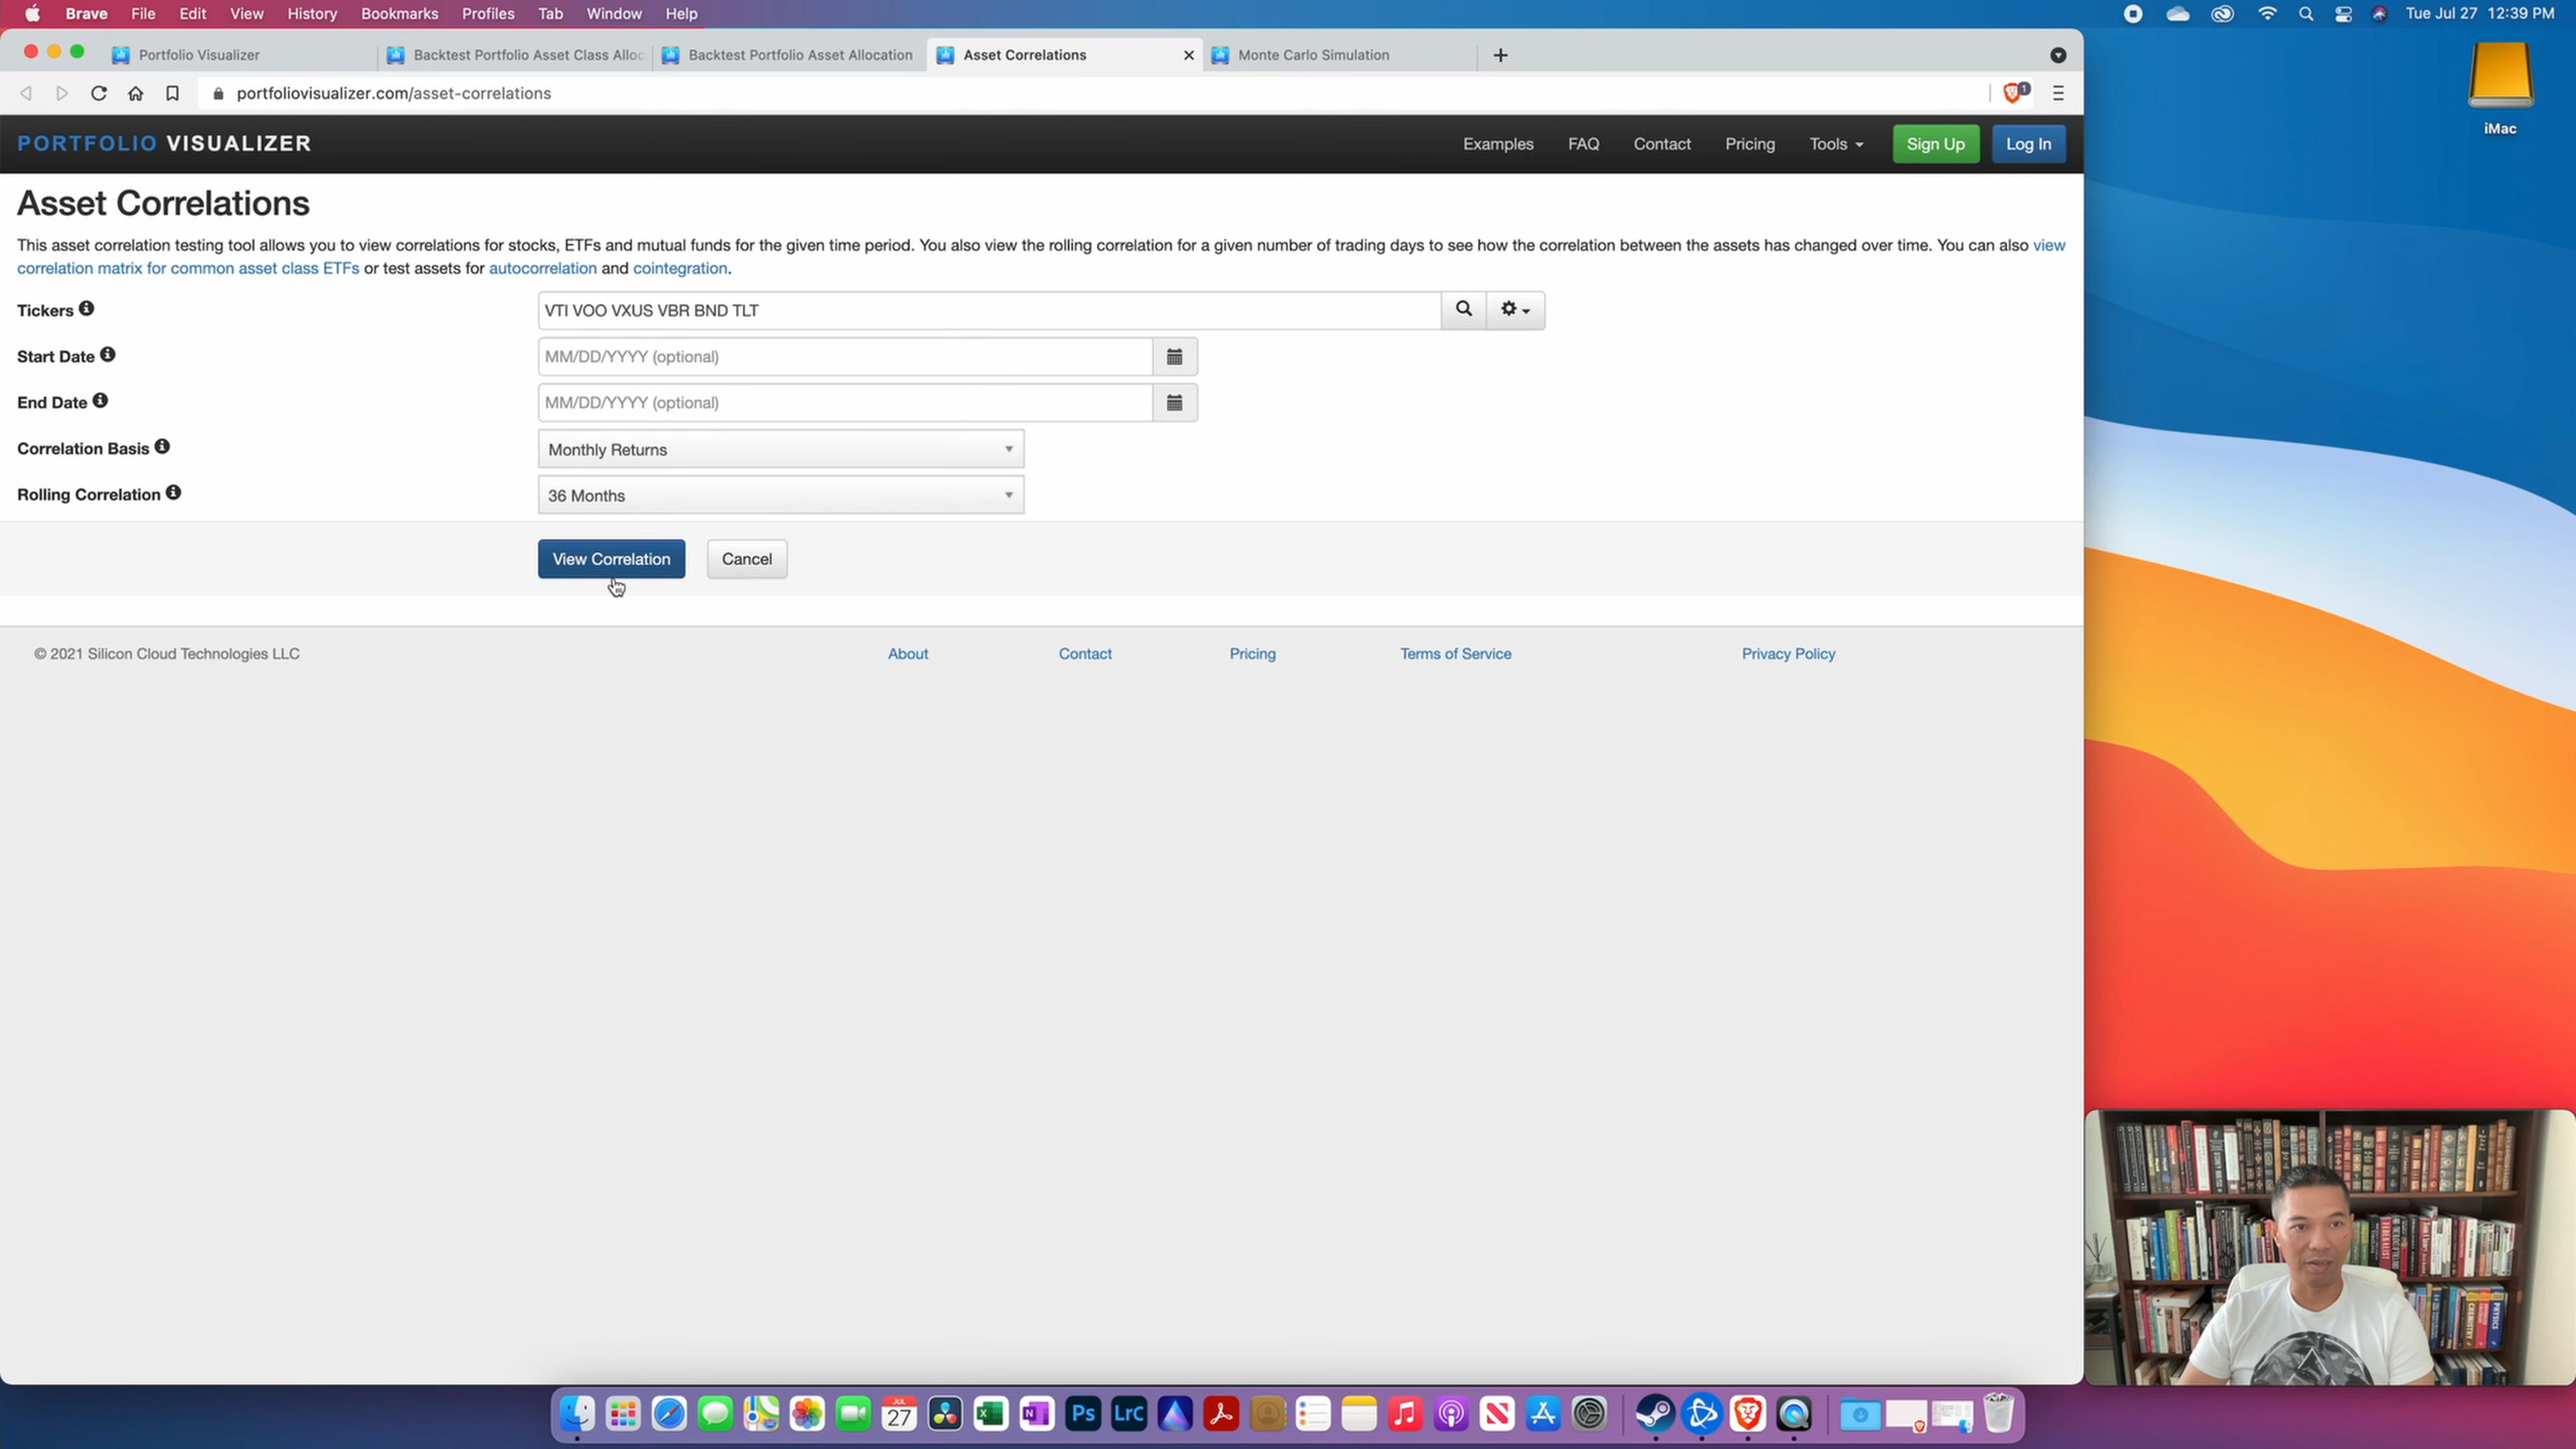 Brave File Edit View History Bookmarks Profiles Tab Window Help Tue Jul 27 12:39 PM
Portfolio Visualizer Backtest Portfolio Asset Class Alloc Backtest Portfolio Asset Allocation Asset Correlations Monte Carlo Simulation
portfoliovisualizer.com/asset-correlations 1
iMac
PORTFOLIO VISUALIZER Examples FAQ Contact Pricing Tools Sign Up Log In
Asset Correlations
This asset correlation testing tool allows you to view correlations for stocks, ETFs and mutual funds for the given time period. You also view the rolling correlation for a given number of trading days to see how the correlation between the assets has changed over time. You can also view
correlation matrix for common asset class ETFs or test assets for autocorrelation and cointegration.
Tickers VTI VOO VXUS VBR BND TLT
Start Date MM/DD/YYYY (optional)
End Date MM/DD/YYYY (optional)
Correlation Basis Monthly Returns
Rolling Correlation 36 Months
View Correlation Cancel
© 2021 Silicon Cloud Technologies LLC About Contact Pricing Terms of Service Privacy Policy
CHEMISTRY PHYSICS
JUL
27 Ps LrC